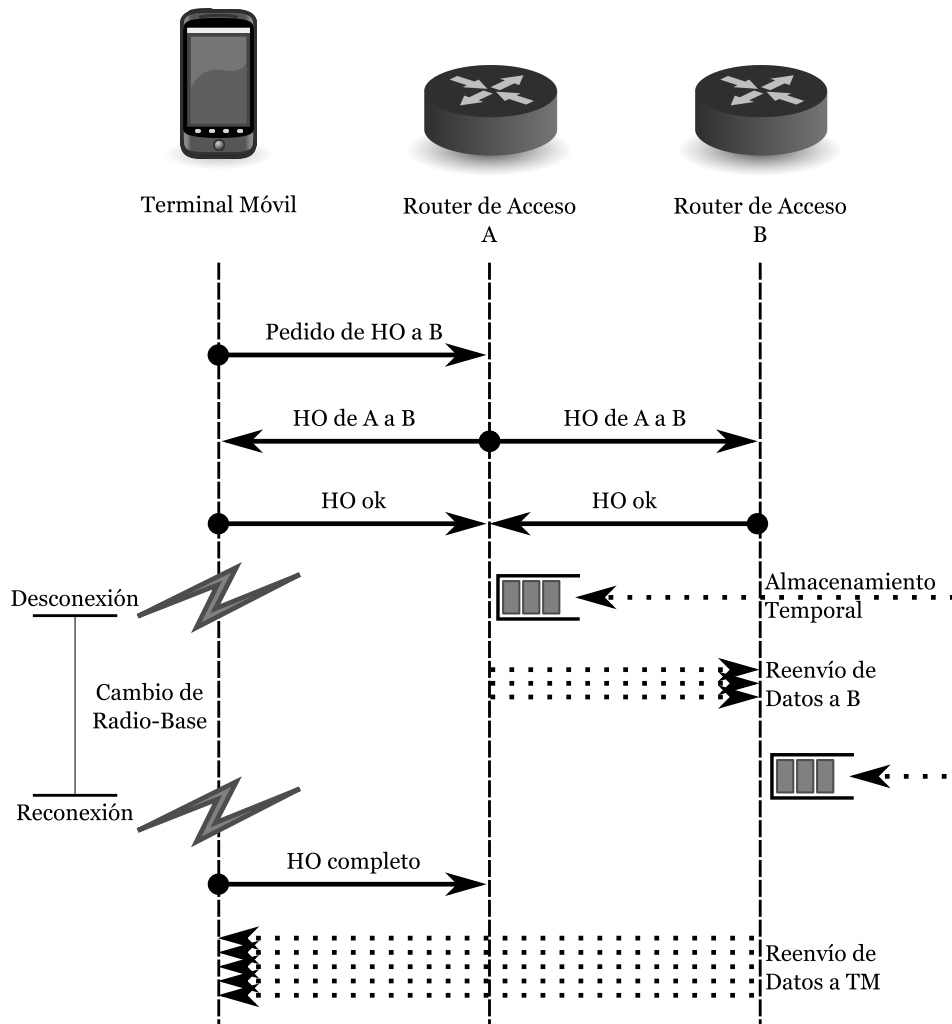 Terminal Móvil
Router de Acceso
A
Router de Acceso
B
Pedido de HO a B
HO de A a B
HO de A a B
HO ok
HO ok
Desconexión
Almacenamiento
Temporal
Cambio de
Radio-Base
Reenvío de
Datos a B
Reconexión
HO completo
Reenvío de
Datos a TM